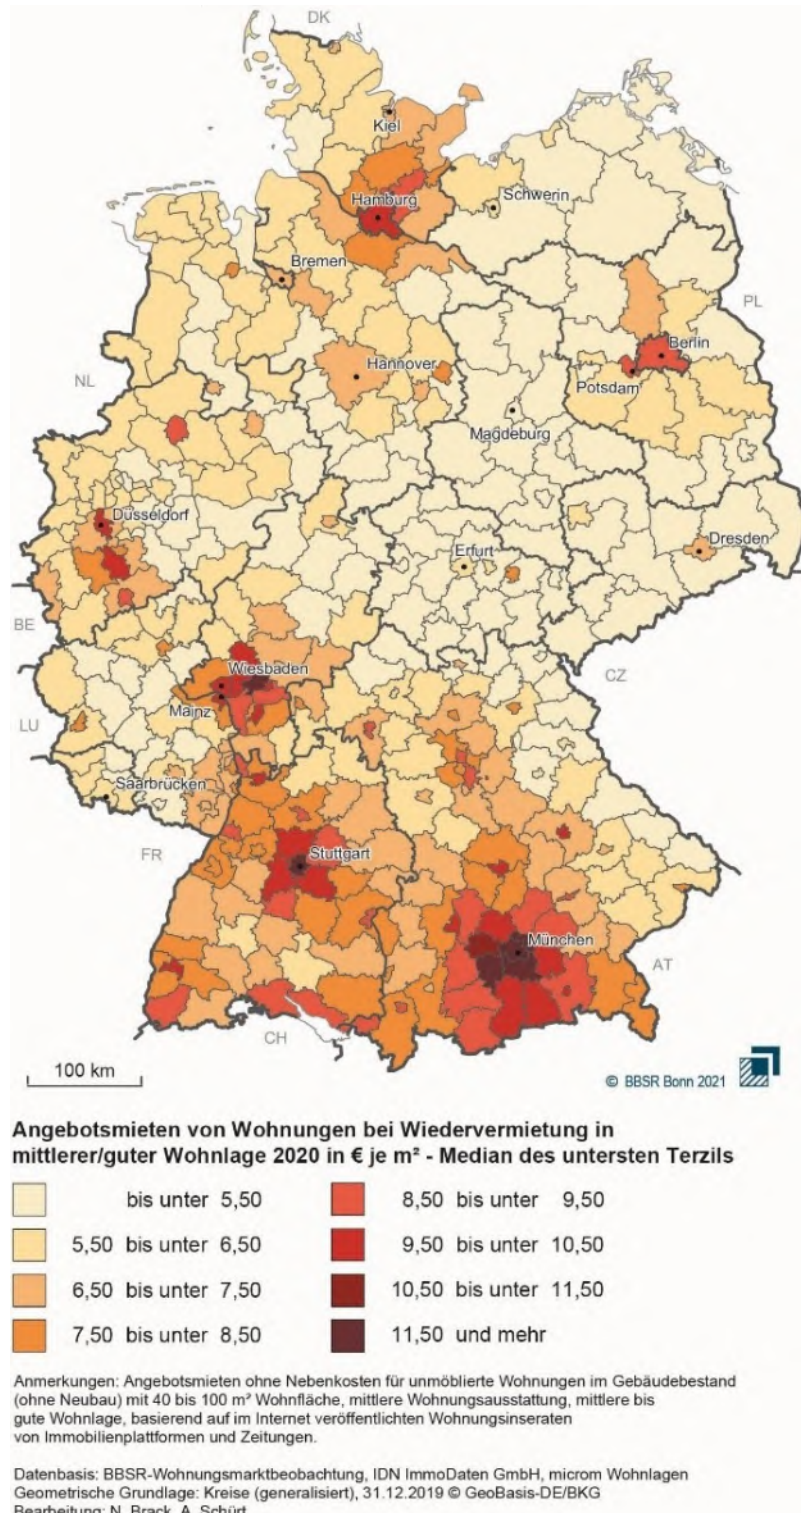 DK
Kiel
Hamburg
Schwerin
Bremen
PL
Berlin
NL
Hannover
Potsdam
Magdeburg
Düsseldorf
Erfurt
Dresden
BE
Wiesbaden
CZ
LU
Mainz
Saarbrücken
FR
Stuttgart
München
AT
CH
100 km
© BBSR Bonn 2021
Angebotsmieten von Wohnungen bei Wiedervermietung in
mittlerer/guter Wohnlage 2020 in € je m² - Median des untersten Terzils
bis unter 5,50
5,50 bis unter 6,50
6,50 bis unter 7,50
7,50 bis unter 8,50
8,50 bis unter 9,50
9,50 bis unter 10,50
10,50 bis unter 11,50
11,50 und mehr
Anmerkungen: Angebotsmieten ohne Nebenkosten für unmöblierte Wohnungen im Gebäudebestand
(ohne Neubau) mit 40 bis 100 m² Wohnfläche, mittlere Wohnungsausstattung, mittlere bis
gute Wohnlage, basierend auf im Internet veröffentlichten Wohnungsinseraten
von Immobilienplattformen und Zeitungen.
Datenbasis: BBSR-Wohnungsmarktbeobachtung, IDN ImmoDaten GmbH, microm Wohnlagen
Geometrische Grundlage: Kreise (generalisiert), 31.12.2019 © GeoBasis-DE/BKG
Bearbeitung: N. Brack, A. Schürt